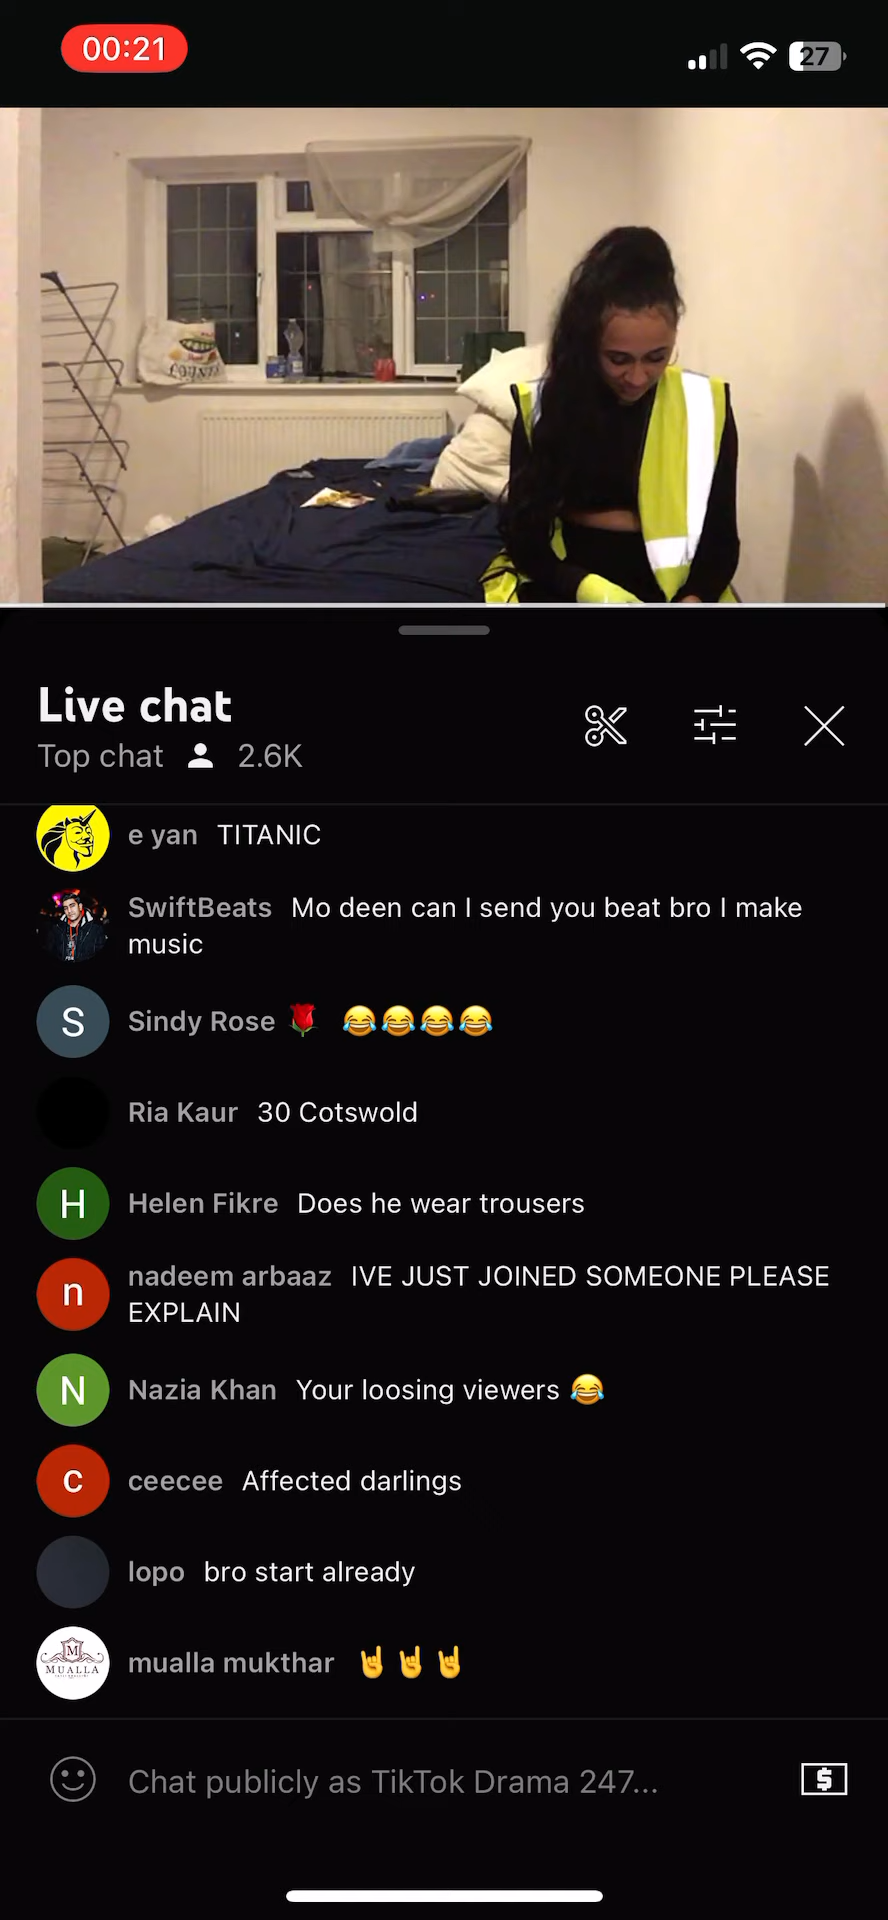 00:21
27
Live chat
Top chat 2.6K
e yan TITANIC
SwiftBeats Mo deen can I send you beat bro I make
music
S
Sindy Rose 🌹 😂😂😂😂
Ria Kaur 30 Cotswold
H
Helen Fikre Does he wear trousers
n
nadeem arbaaz IVE JUST JOINED SOMEONE PLEASE
EXPLAIN
N
Nazia Khan Your loosing viewers 😂
c
ceecee Affected darlings
lopo bro start already
M
MUALLA
mualla mukthar 🤘🤘🤘
Chat publicly as TikTok Drama 247...
$